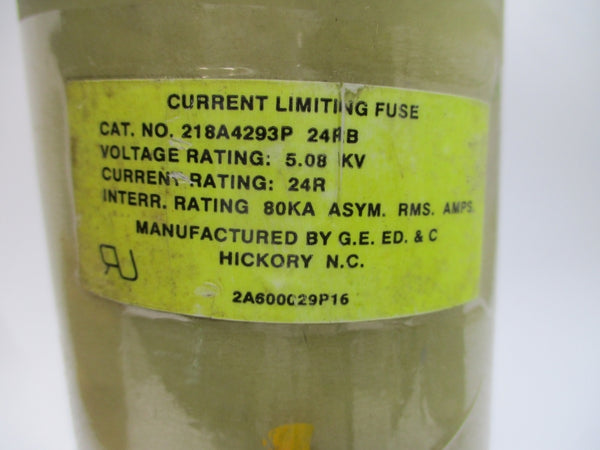 CURRENT LIMITING FUSE
CAT. NO. 218A4293P 24RB
VOLTAGE RATING: 5.08 KV
CURRENT RATING: 24R
INTERR. RATING 80KA ASYM. RMS. AMPS.
MANUFACTURED BY G.E. ED. & C
HICKORY N.C.
2A600029P16